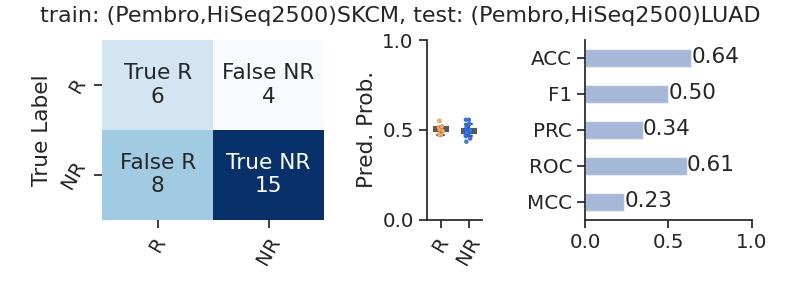 train: (Pembro,HiSeq2500)SKCM, test: (Pembro,HiSeq2500)LUAD
True Label
R
NR
True R
6
False NR
4
False R
8
True NR
15
R
NR
Pred. Prob.
1.0
0.5
0.0
R
NR
ACC
0.64
F1
0.50
PRC
0.34
ROC
0.61
MCC
0.23
0.0
0.5
1.0